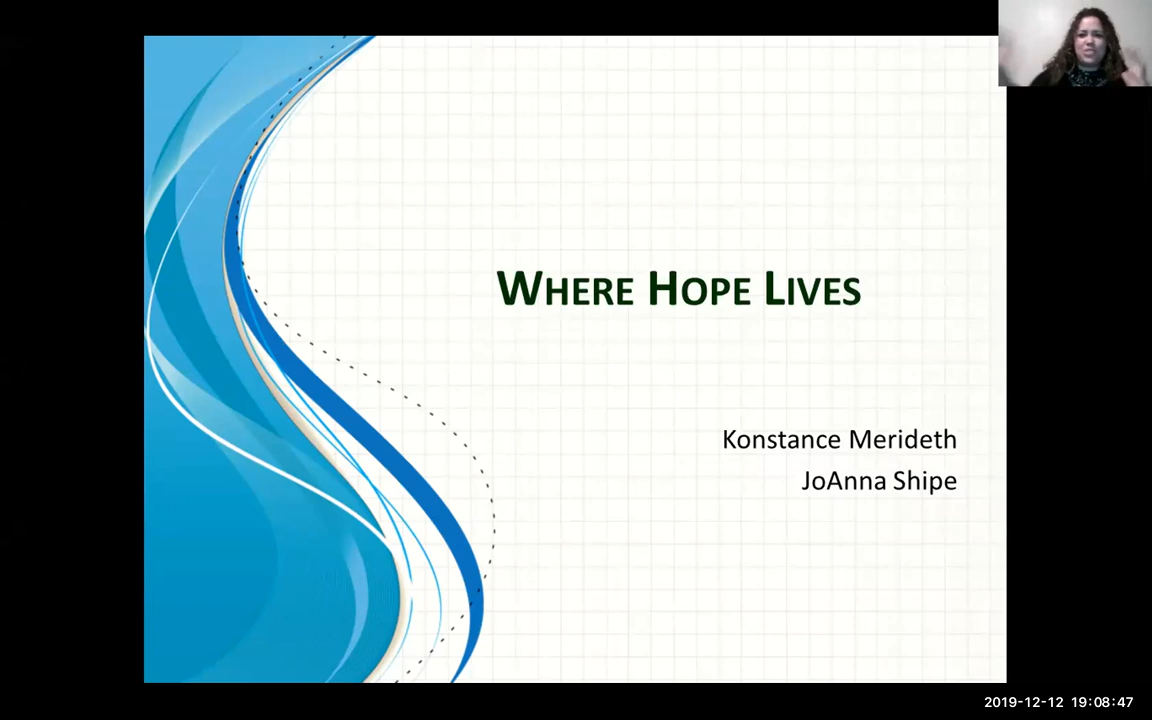 Where Hope Lives
Konstance Merideth
JoAnna Shipe
2019-12-12 19:08:47